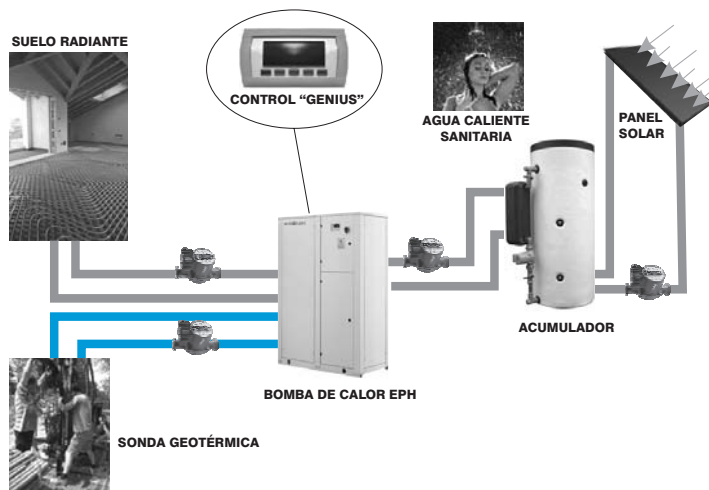 SUELO RADIANTE
CONTROL “GENIUS”
AGUA CALIENTE
SANITARIA
PANEL
SOLAR
ACUMULADOR
BOMBA DE CALOR EPH
SONDA GEOTÉRMICA